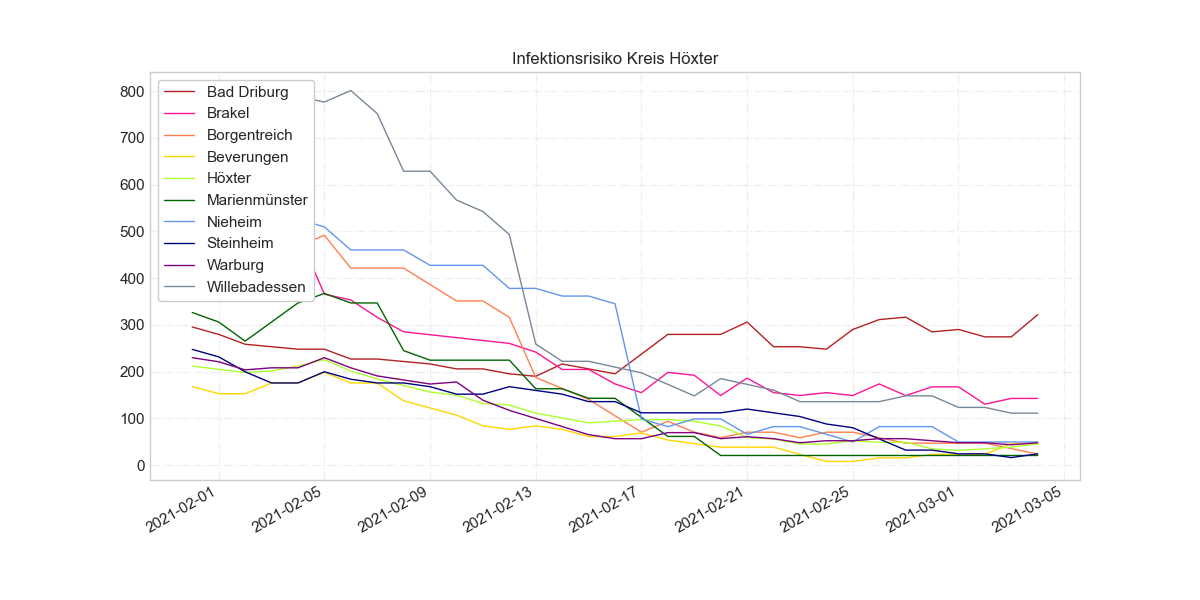 Infektionsrisiko Kreis Höxter
Bad Driburg
Brakel
Borgentreich
Beverungen
Höxter
Marienmünster
Nieheim
Steinheim
Warburg
Willebadessen
800
700
600
500
400
300
200
100
0
2021-02-01
2021-02-05
2021-02-09
2021-02-13
2021-02-17
2021-02-21
2021-02-25
2021-03-01
2021-03-05